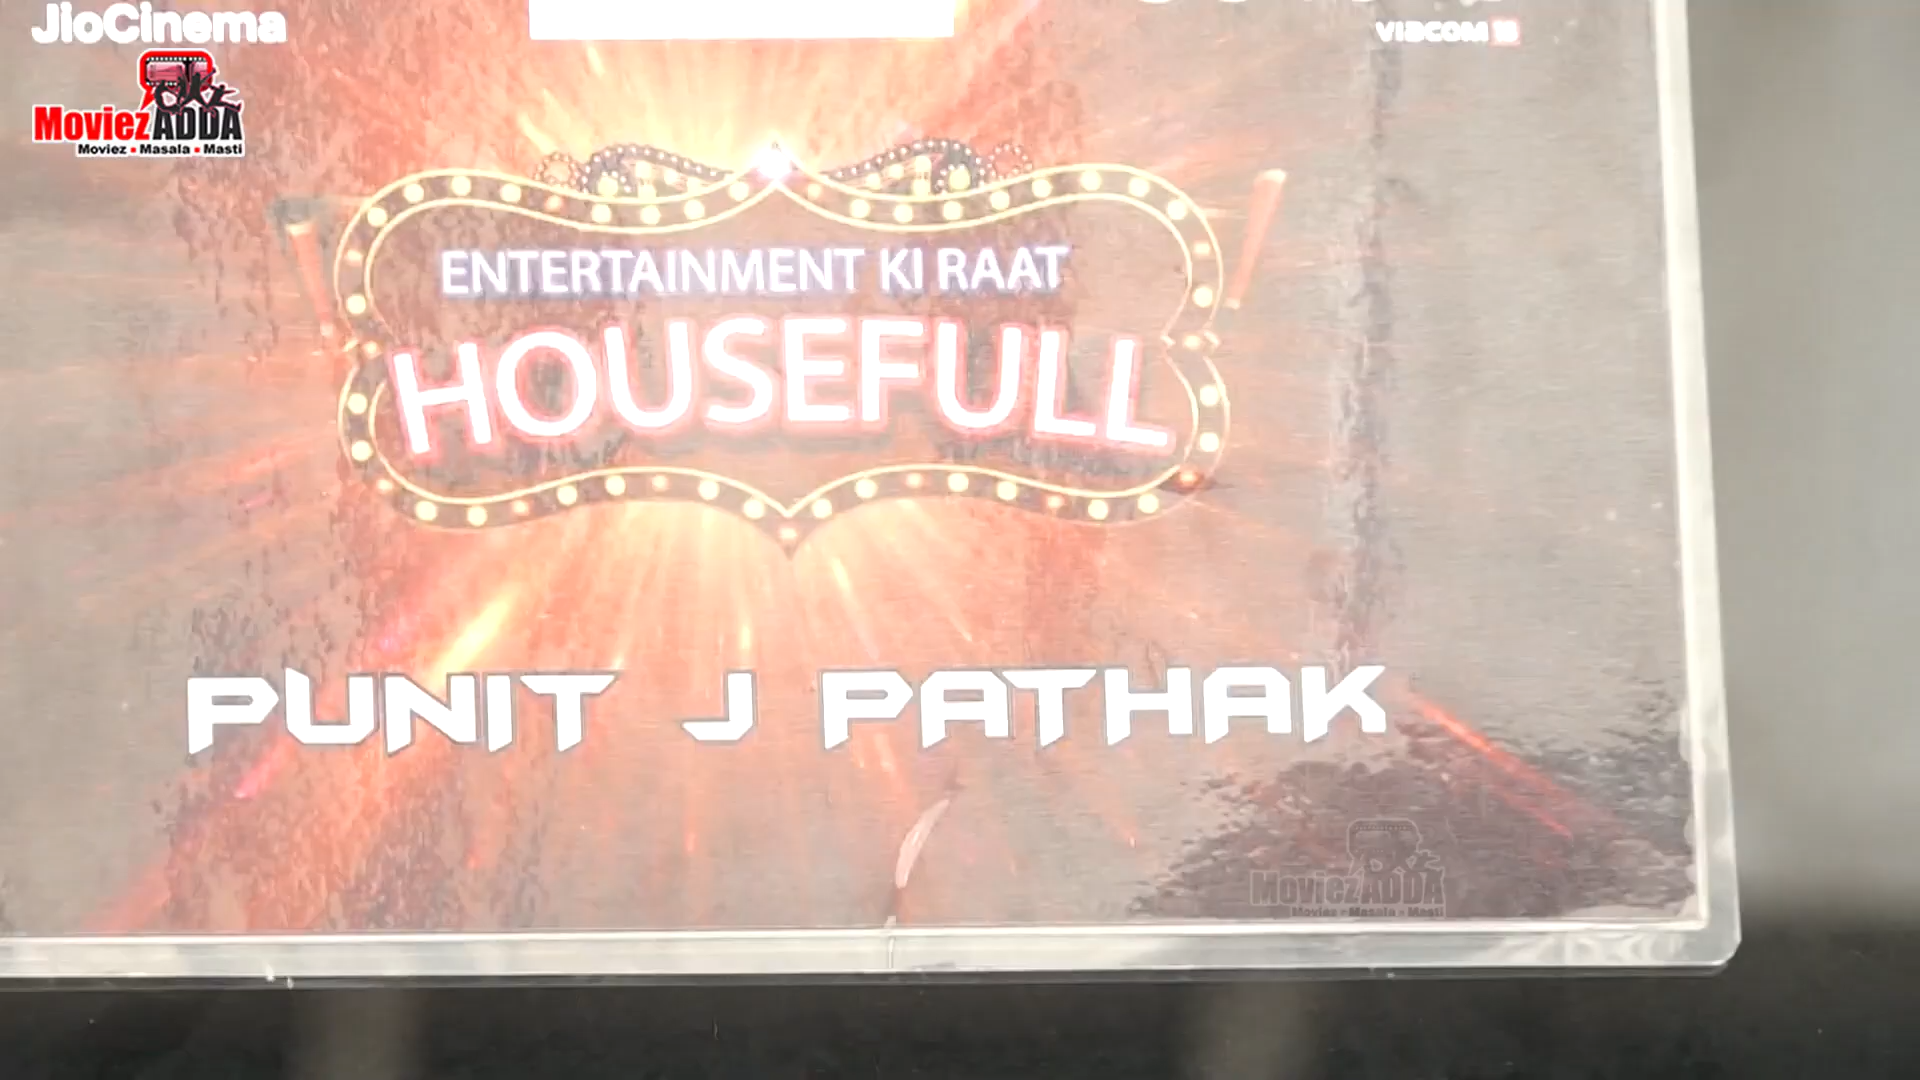 JioCinema
VIACOM 18
MoviezADDA
Moviez • Masala • Masti
ENTERTAINMENT KI RAAT
HOUSEFULL
PUNIT J PATHAK
MoviezADDA
Moviez • Masala • Masti